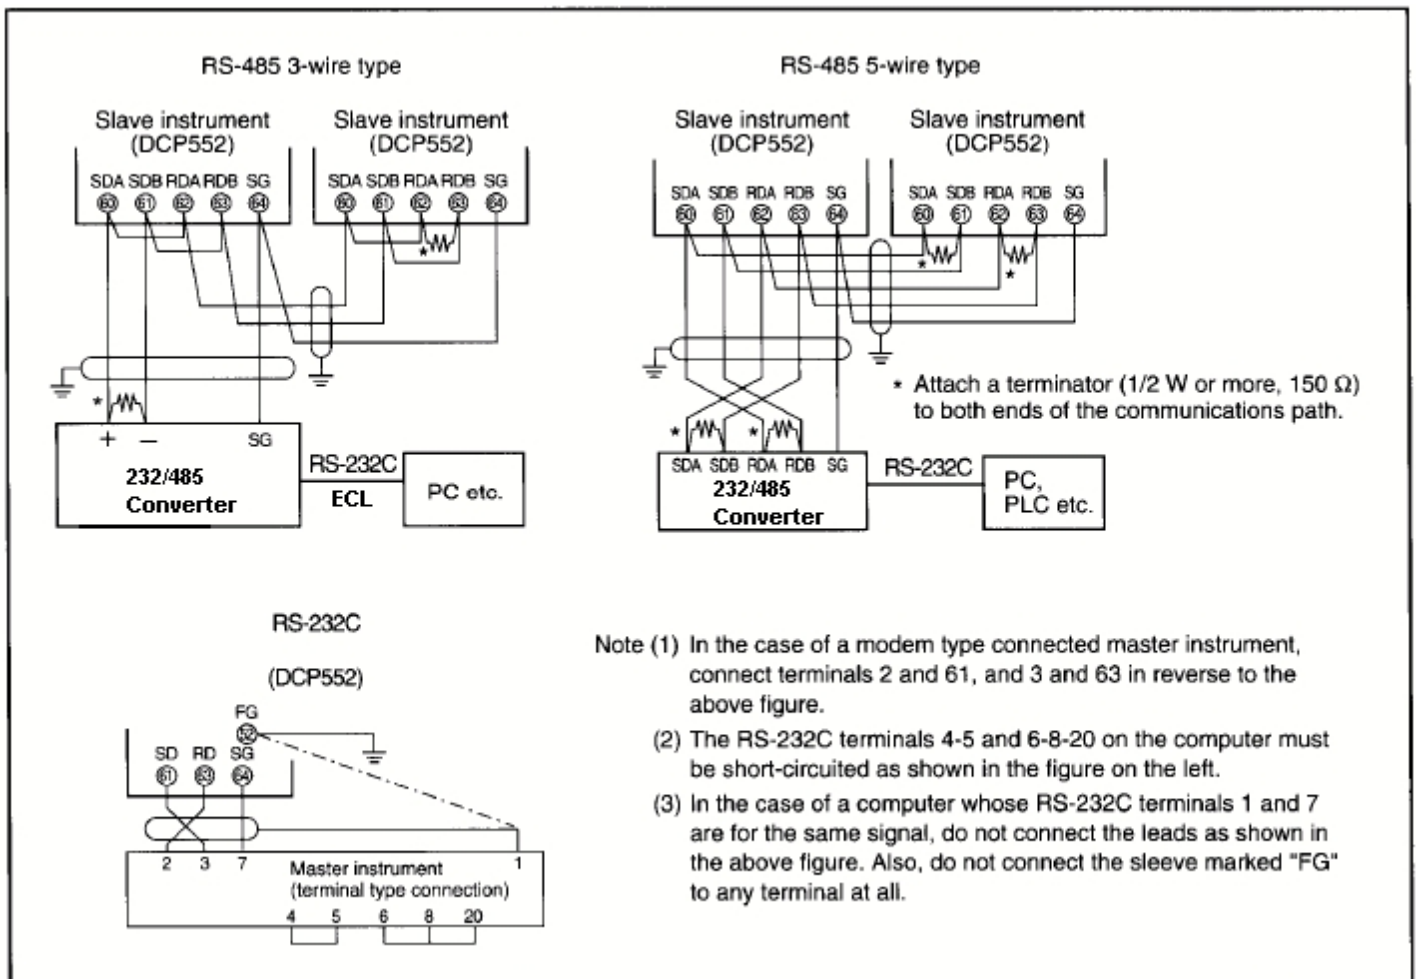 RS-485 3-wire type
Slave instrument
(DCP552)
SDA SDB RDA RDB SG
60 61 62 63 64
Slave instrument
(DCP552)
SDA SDB RDA RDB SG
60 61 62 63 64
*
*
+ − SG
232/485
Converter
RS-232C
ECL
PC etc.
RS-485 5-wire type
Slave instrument
(DCP552)
SDA SDB RDA RDB SG
60 61 62 63 64
Slave instrument
(DCP552)
SDA SDB RDA RDB SG
60 61 62 63 64
* *
* Attach a terminator (1/2 W or more, 150 Ω)
to both ends of the communications path.
* *
SDA SDB RDA RDB SG
232/485
Converter
RS-232C
PC,
PLC etc.
RS-232C
(DCP552)
FG
52
SD RD SG
61 63 64
2 3 7 1
Master instrument
(terminal type connection)
4 5 6 8 20
Note (1) In the case of a modem type connected master instrument,
connect terminals 2 and 61, and 3 and 63 in reverse to the
above figure.
(2) The RS-232C terminals 4-5 and 6-8-20 on the computer must
be short-circuited as shown in the figure on the left.
(3) In the case of a computer whose RS-232C terminals 1 and 7
are for the same signal, do not connect the leads as shown in
the above figure. Also, do not connect the sleeve marked "FG"
to any terminal at all.